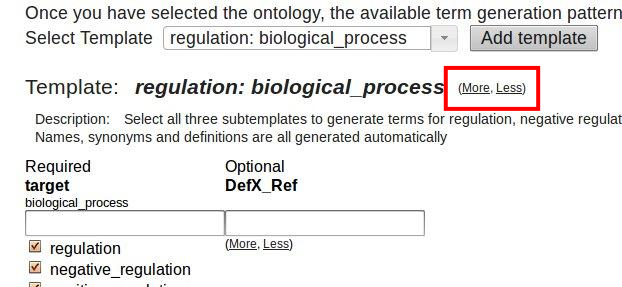 Once you have selected the ontology, the available term generation pattern
Select Template regulation: biological_process Add template
Template: regulation: biological_process (More, Less)
Description: Select all three subtemplates to generate terms for regulation, negative regulat
Names, synonyms and definitions are all generated automatically
Required Optional
target DefX_Ref
biological_process
(More, Less)
regulation
negative_regulation